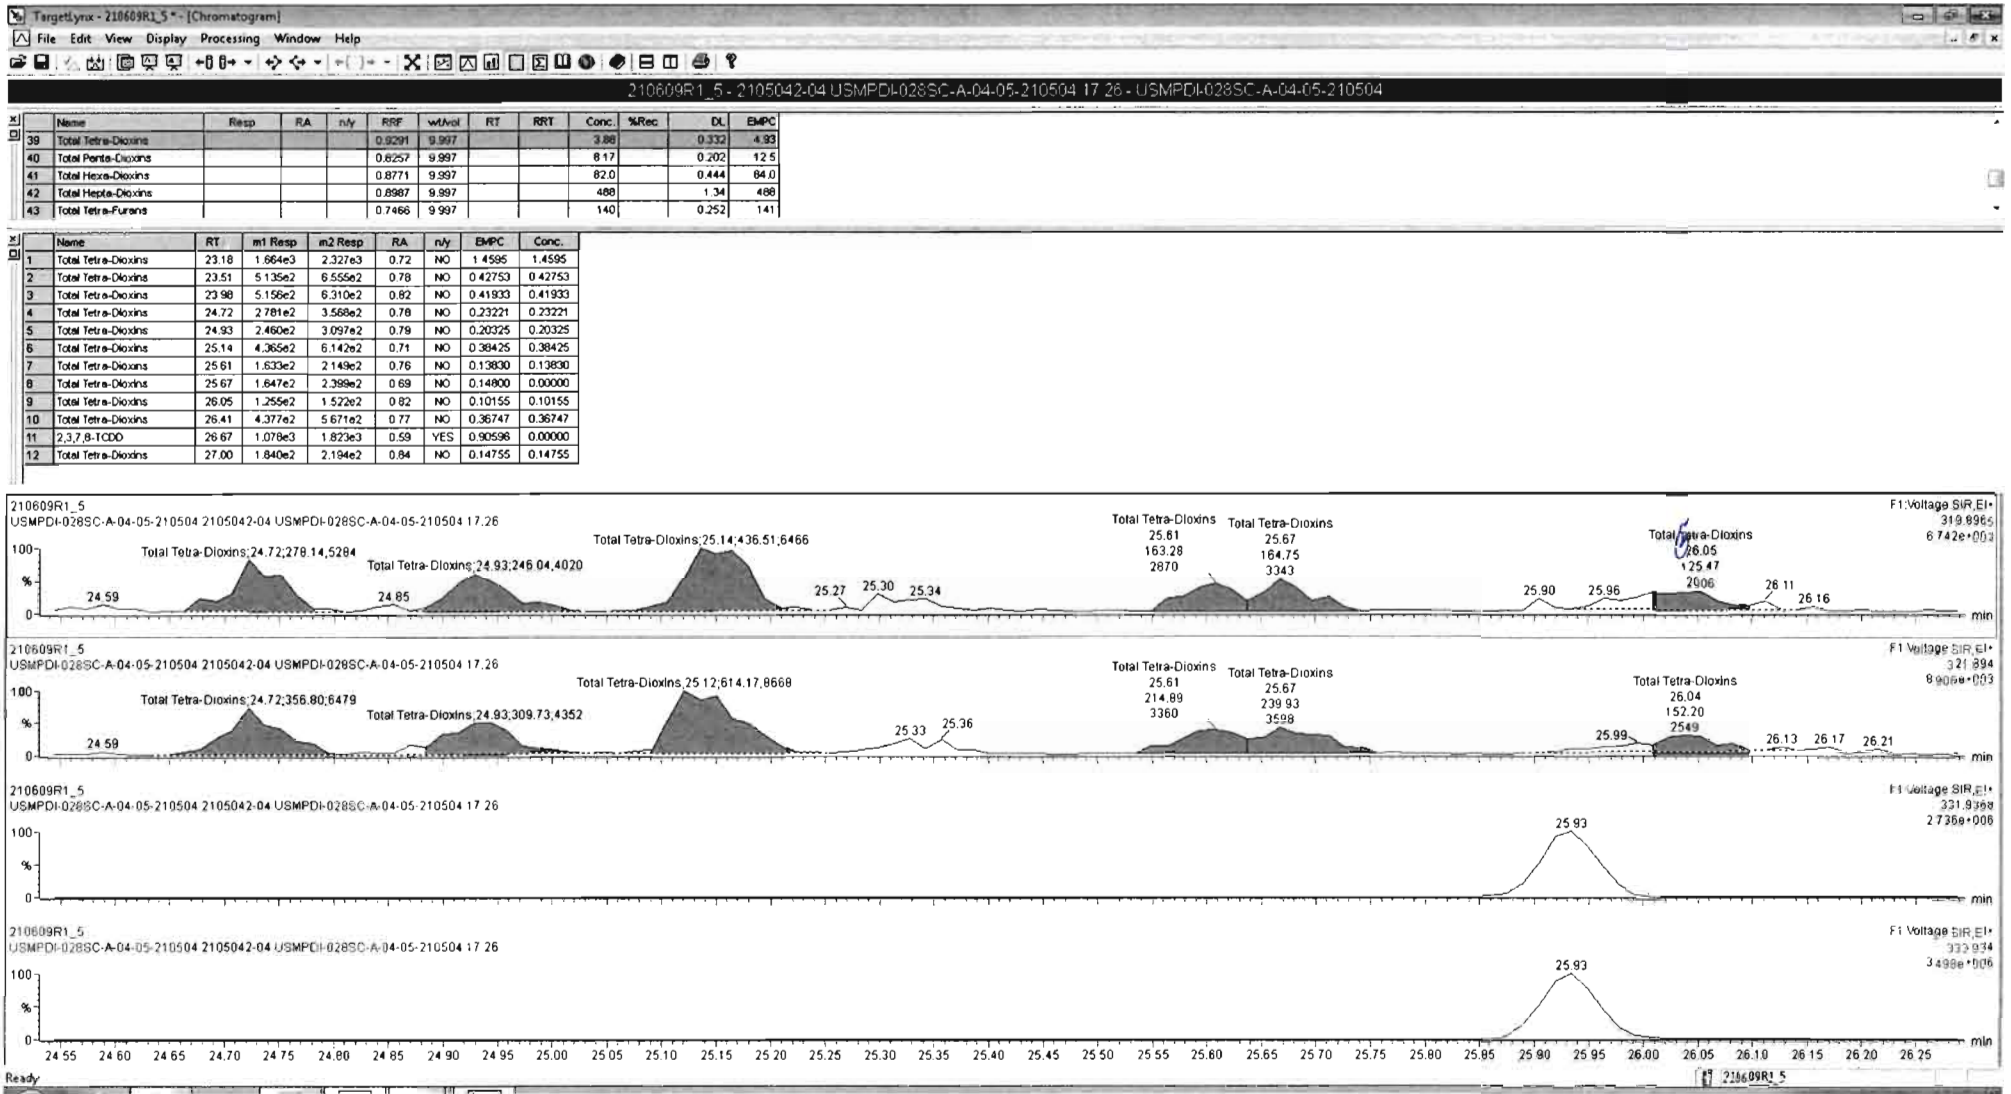 TargetLynx - 210609R1_5 * - [Chromatogram]
File Edit View Display Processing Window Help
210609R1_5 - 2105042-04 USMPDI-028SC-A-04-05-210504 17 26 - USMPDI-028SC-A-04-05-210504
Name Resp RA n/y RRF wt/vol RT RRT Conc. %Rec DL EMPC
39 Total Tetra-Dioxins 0.9291 9.997 3.88 0.332 4.93
40 Total Penta-Dioxins 0.8257 9.997 8 17 0.202 12 5
41 Total Hexa-Dioxins 0.8771 9.997 82.0 0.444 84.0
42 Total Hepta-Dioxins 0.8987 9.997 488 1.34 488
43 Total Tetra-Furans 0.7466 9 997 140 0.252 141
Name RT m1 Resp m2 Resp RA n/y EMPC Conc.
1 Total Tetra-Dioxins 23.18 1.664e3 2.327e3 0.72 NO 1 4595 1.4595
2 Total Tetra-Dioxins 23.51 5 135e2 6.555e2 0.78 NO 0 42753 0 42753
3 Total Tetra-Dioxins 23 98 5.156e2 6.310e2 0.82 NO 0.41933 0.41933
4 Total Tetra-Dioxins 24.72 2 781e2 3.568e2 0.78 NO 0.23221 0.23221
5 Total Tetra-Dioxins 24.93 2.460e2 3.097e2 0.79 NO 0.20325 0.20325
6 Total Tetra-Dioxins 25.14 4.365e2 6.142e2 0.71 NO 0 38425 0.38425
7 Total Tetra-Dioxins 25 61 1.633e2 2 149e2 0.76 NO 0.13830 0.13830
8 Total Tetra-Dioxins 25 67 1.647e2 2.399e2 0 69 NO 0.14800 0.00000
9 Total Tetra-Dioxins 26.05 1.255e2 1 522e2 0 82 NO 0.10155 0.10155
10 Total Tetra-Dioxins 26.41 4.377e2 5 671e2 0 77 NO 0.36747 0.36747
11 2,3,7,8-TCDD 26 67 1.078e3 1.823e3 0.59 YES 0.90596 0.00000
12 Total Tetra-Dioxins 27.00 1.840e2 2.194e2 0.84 NO 0.14755 0.14755
210609R1_5
USMPDI-028SC-A-04-05-210504 2105042-04 USMPDI-028SC-A-04-05-210504 17.26
F1:Voltage SIR,EI+
319.8965
6 742e+003
100
%
0
Total Tetra-Dioxins;24.72;278.14;5284
Total Tetra-Dioxins;24.93;246 04;4020
Total Tetra-Dioxins;25.14;436.51;6466
Total Tetra-Dioxins
25.61
163.28
2870
Total Tetra-Dioxins
25.67
164.75
3343
Total Tetra-Dioxins
26.05
125.47
2906
24.59 24.85 25.27 25.30 25.34 25.90 25.96 26 11 26 16
min
210609R1_5
USMPDI-028SC-A-04-05-210504 2105042-04 USMPDI-028SC-A-04-05-210504 17.26
F1 Voltage SIR,EI+
321.894
8 906e+003
100
%
0
Total Tetra-Dioxins;24.72;356.80;6479
Total Tetra-Dioxins;24.93;309.73;4352
Total Tetra-Dioxins;25 12;614.17;8668
Total Tetra-Dioxins
25.61
214.89
3360
Total Tetra-Dioxins
25.67
239 93
3598
Total Tetra-Dioxins
26.04
152.20
2549
24 59 25 33 25.36 25.99 26.13 26 17 26.21
min
210609R1_5
USMPDI-028SC-A-04-05-210504 2105042-04 USMPDI-028SC-A-04-05-210504 17 26
F1 Voltage SIR,EI+
331.9368
2 736e+006
100
%
0
25 93
min
210609R1_5
USMPDI-028SC-A-04-05-210504 2105042-04 USMPDI-028SC-A-04-05-210504 17 26
F1 Voltage SIR,EI+
333 934
3 498e+006
100
%
0
25.93
min
24 55 24 60 24 65 24.70 24 75 24.80 24 85 24 90 24 95 25.00 25 05 25.10 25.15 25.20 25.25 25.30 25.35 25.40 25.45 25 50 25 55 25.60 25 65 25 70 25.75 25.80 25.85 25.90 25 95 26.00 26.05 26.10 26 15 26 20 26 25
Ready
210609R1_5